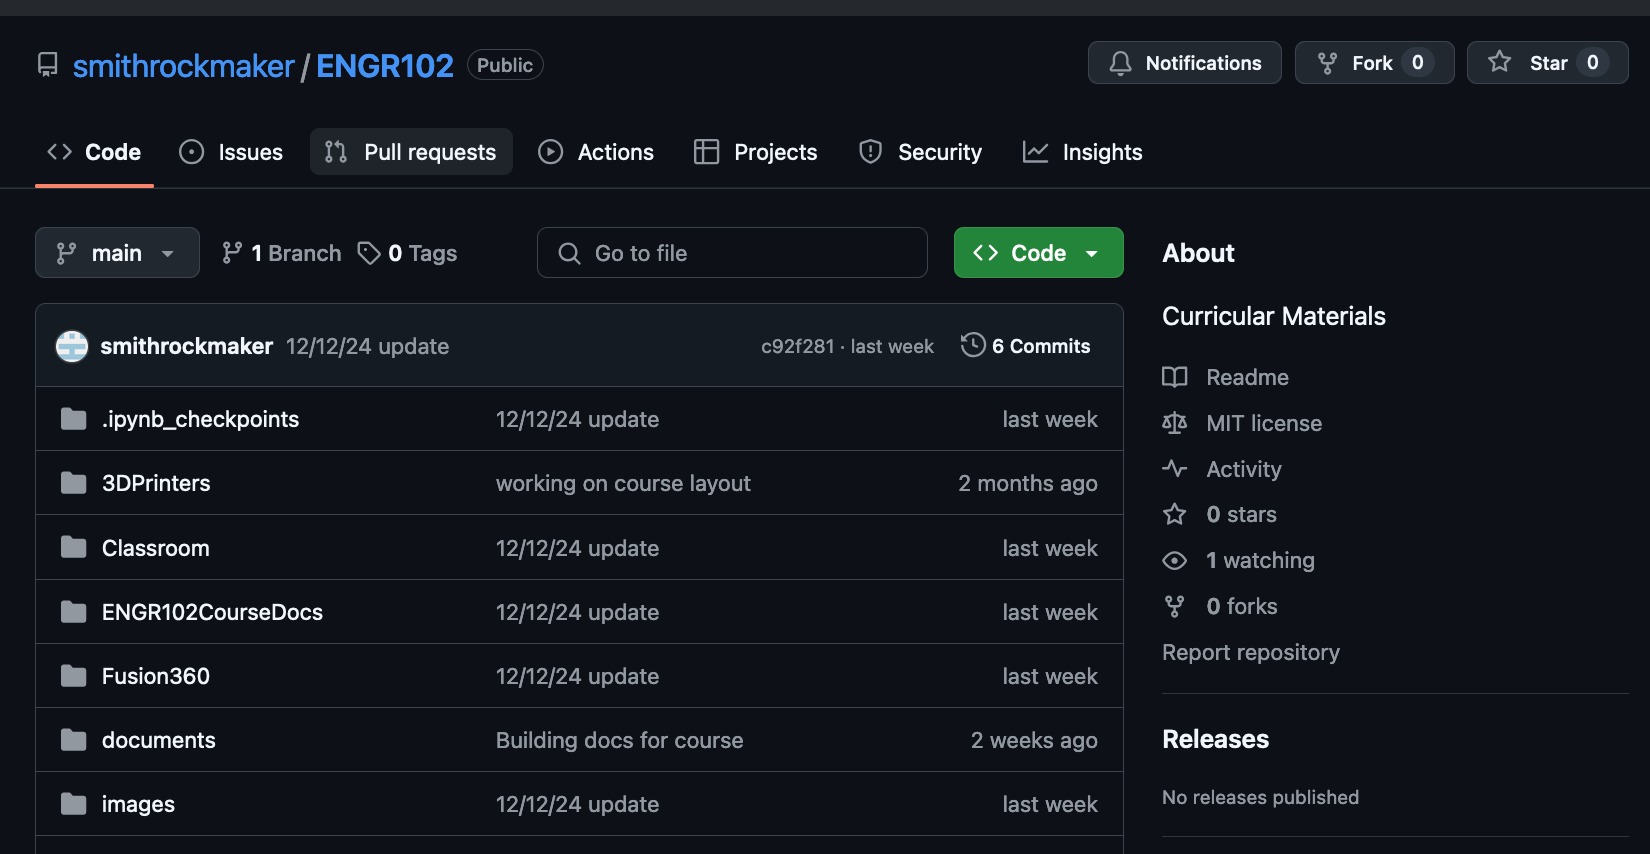 smithrockmaker / ENGR102 Public
Notifications Fork 0 Star 0
Code Issues Pull requests Actions Projects Security Insights
main 1 Branch 0 Tags Go to file Code
smithrockmaker 12/12/24 update c92f281 · last week 6 Commits
.ipynb_checkpoints 12/12/24 update last week
3DPrinters working on course layout 2 months ago
Classroom 12/12/24 update last week
ENGR102CourseDocs 12/12/24 update last week
Fusion360 12/12/24 update last week
documents Building docs for course 2 weeks ago
images 12/12/24 update last week
About
Curricular Materials
Readme
MIT license
Activity
0 stars
1 watching
0 forks
Report repository
Releases
No releases published